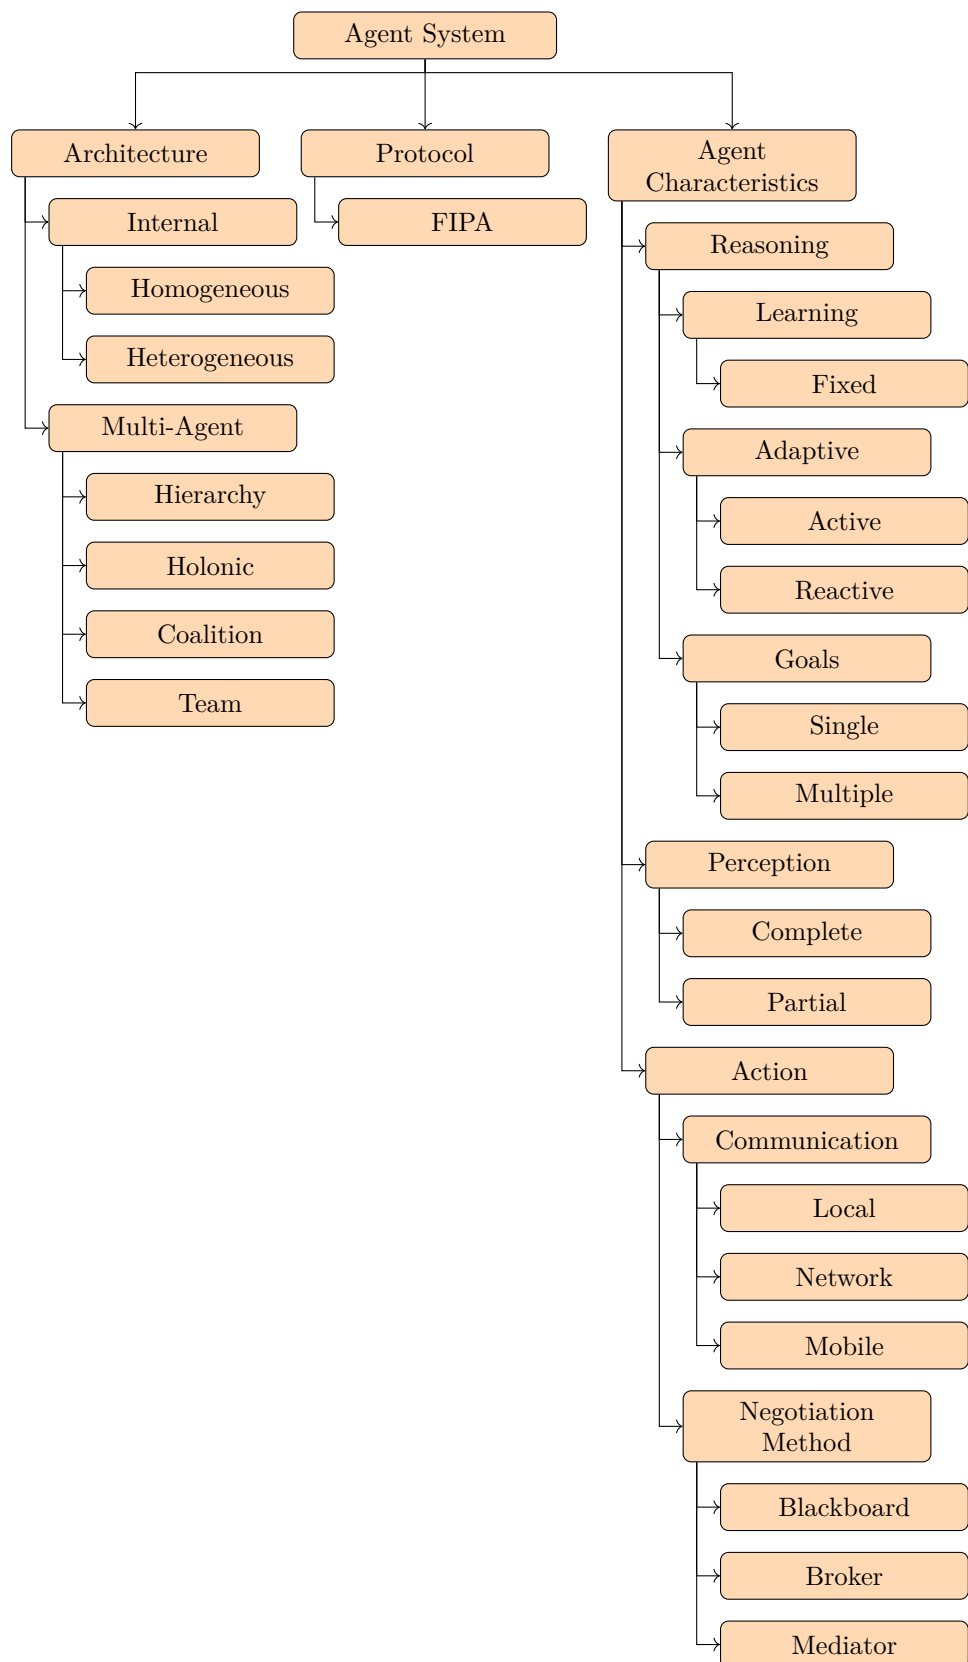 Agent System
Architecture
Internal
Homogeneous
Heterogeneous
Multi-Agent
Hierarchy
Holonic
Coalition
Team
Protocol
FIPA
Agent
Characteristics
Reasoning
Learning
Fixed
Adaptive
Active
Reactive
Goals
Single
Multiple
Perception
Complete
Partial
Action
Communication
Local
Network
Mobile
Negotiation
Method
Blackboard
Broker
Mediator